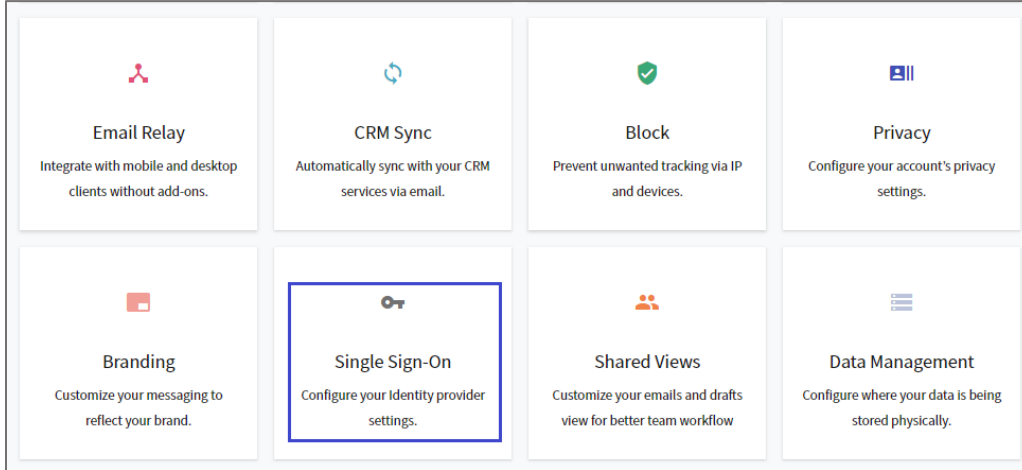 Email Relay
Integrate with mobile and desktop
clients without add-ons.
CRM Sync
Automatically sync with your CRM
services via email.
Block
Prevent unwanted tracking via IP
and devices.
Privacy
Configure your account's privacy
settings.
Branding
Customize your messaging to
reflect your brand.
Single Sign-On
Configure your Identity provider
settings.
Shared Views
Customize your emails and drafts
view for better team workflow
Data Management
Configure where your data is being
stored physically.